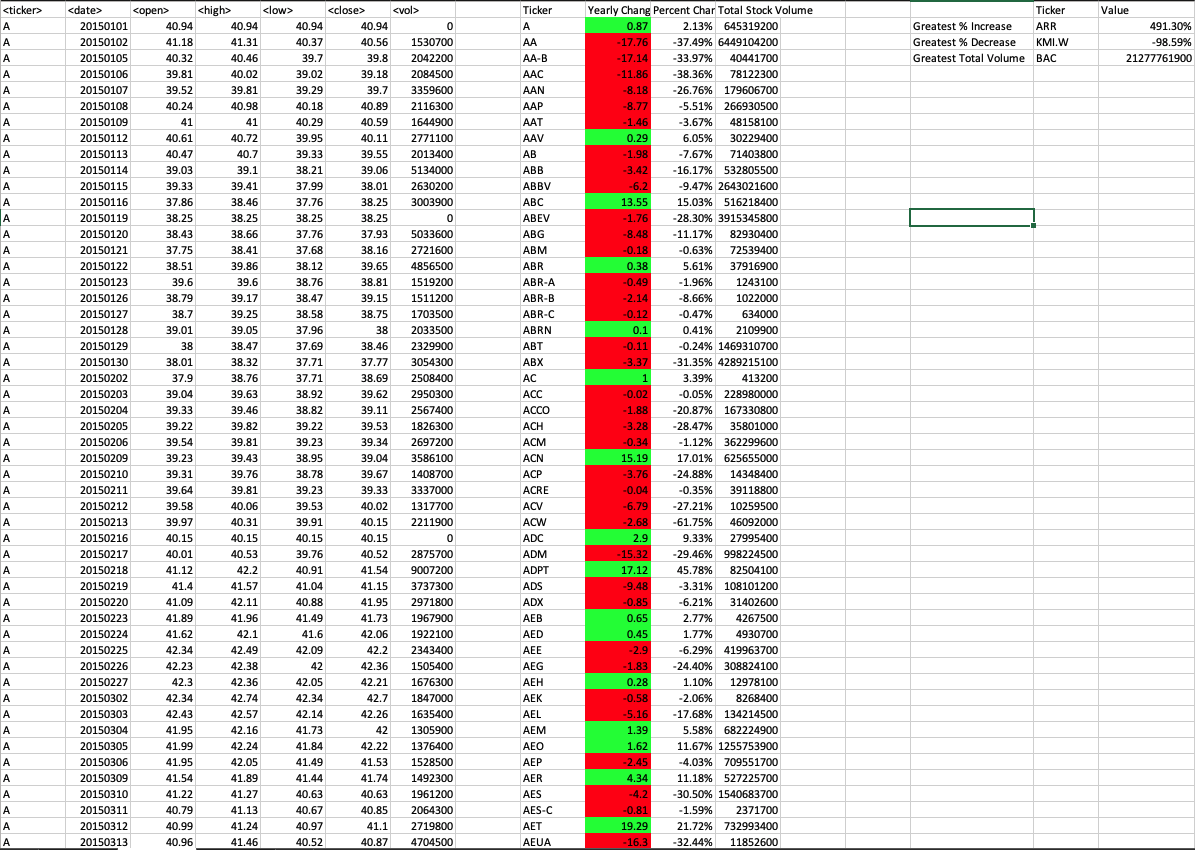 <ticker> <date> <open> <high> <low> <close> <vol> Ticker Yearly Chang Percent Char Total Stock Volume Ticker Value
A 20150101 40.94 40.94 40.94 40.94 0 A 0.87 2.13% 645319200 Greatest % Increase ARR 491.30%
A 20150102 41.18 41.31 40.37 40.56 1530700 AA -17.76 -37.49% 6449104200 Greatest % Decrease KMI.W -98.59%
A 20150105 40.32 40.46 39.7 39.8 2042200 AA-B -17.14 -33.97% 40441700 Greatest Total Volume BAC 21277761900
A 20150106 39.81 40.02 39.02 39.18 2084500 AAC -11.86 -38.36% 78122300
A 20150107 39.52 39.81 39.29 39.7 3359600 AAN -8.18 -26.76% 179606700
A 20150108 40.24 40.98 40.18 40.89 2116300 AAP -8.77 -5.51% 266930500
A 20150109 41 41 40.29 40.59 1644900 AAT -1.46 -3.67% 48158100
A 20150112 40.61 40.72 39.95 40.11 2771100 AAV 0.29 6.05% 30229400
A 20150113 40.47 40.7 39.33 39.55 2013400 AB -1.98 -7.67% 71403800
A 20150114 39.03 39.1 38.21 39.06 5134000 ABB -3.42 -16.17% 532805500
A 20150115 39.33 39.41 37.99 38.01 2630200 ABBV -6.2 -9.47% 2643021600
A 20150116 37.86 38.46 37.76 38.25 3003900 ABC 13.55 15.03% 516218400
A 20150119 38.25 38.25 38.25 38.25 0 ABEV -1.76 -28.30% 3915345800
A 20150120 38.43 38.66 37.76 37.93 5033600 ABG -8.48 -11.17% 82930400
A 20150121 37.75 38.41 37.68 38.16 2721600 ABM -0.18 -0.63% 72539400
A 20150122 38.51 39.86 38.12 39.65 4856500 ABR 0.38 5.61% 37916900
A 20150123 39.6 39.6 38.76 38.81 1519200 ABR-A -0.49 -1.96% 1243100
A 20150126 38.79 39.17 38.47 39.15 1511200 ABR-B -2.14 -8.66% 1022000
A 20150127 38.7 39.25 38.58 38.75 1703500 ABR-C -0.12 -0.47% 634000
A 20150128 39.01 39.05 37.96 38 2033500 ABRN 0.1 0.41% 2109900
A 20150129 38 38.47 37.69 38.46 2329900 ABT -0.11 -0.24% 1469310700
A 20150130 38.01 38.32 37.71 37.77 3054300 ABX -3.37 -31.35% 4289215100
A 20150202 37.9 38.76 37.71 38.69 2508400 AC 1 3.39% 413200
A 20150203 39.04 39.63 38.92 39.62 2950300 ACC -0.02 -0.05% 228980000
A 20150204 39.33 39.46 38.82 39.11 2567400 ACCO -1.88 -20.87% 167330800
A 20150205 39.22 39.82 39.22 39.53 1826300 ACH -3.28 -28.47% 35801000
A 20150206 39.54 39.81 39.23 39.34 2697200 ACM -0.34 -1.12% 362299600
A 20150209 39.23 39.43 38.95 39.04 3586100 ACN 15.19 17.01% 625655000
A 20150210 39.31 39.76 38.78 39.67 1408700 ACP -3.76 -24.88% 14348400
A 20150211 39.64 39.81 39.23 39.33 3337000 ACRE -0.04 -0.35% 39118800
A 20150212 39.58 40.06 39.53 40.02 1317700 ACV -6.79 -27.21% 10259500
A 20150213 39.97 40.31 39.91 40.15 2211900 ACW -2.68 -61.75% 46092000
A 20150216 40.15 40.15 40.15 40.15 0 ADC 2.9 9.33% 27995400
A 20150217 40.01 40.53 39.76 40.52 2875700 ADM -15.32 -29.46% 998224500
A 20150218 41.12 42.2 40.91 41.54 9007200 ADPT 17.12 45.78% 82504100
A 20150219 41.4 41.57 41.04 41.15 3737300 ADS -9.48 -3.31% 108101200
A 20150220 41.09 42.11 40.88 41.95 2971800 ADX -0.85 -6.21% 31402600
A 20150223 41.89 41.96 41.49 41.73 1967900 AEB 0.65 2.77% 4267500
A 20150224 41.62 42.1 41.6 42.06 1922100 AED 0.45 1.77% 4930700
A 20150225 42.34 42.49 42.09 42.2 2343400 AEE -2.9 -6.29% 419963700
A 20150226 42.23 42.38 42 42.36 1505400 AEG -1.83 -24.40% 308824100
A 20150227 42.3 42.36 42.05 42.21 1676300 AEH 0.28 1.10% 12978100
A 20150302 42.34 42.74 42.34 42.7 1847000 AEK -0.58 -2.06% 8268400
A 20150303 42.43 42.57 42.14 42.26 1635400 AEL -5.16 -17.68% 134214500
A 20150304 41.95 42.16 41.73 42 1305900 AEM 1.39 5.58% 682224900
A 20150305 41.99 42.24 41.84 42.22 1376400 AEO 1.62 11.67% 1255753900
A 20150306 41.95 42.05 41.49 41.53 1528500 AEP -2.45 -4.03% 709551700
A 20150309 41.54 41.89 41.44 41.74 1492300 AER 4.34 11.18% 527225700
A 20150310 41.22 41.27 40.63 40.63 1961200 AES -4.2 -30.50% 1540683700
A 20150311 40.79 41.13 40.67 40.85 2064300 AES-C -0.81 -1.59% 2371700
A 20150312 40.99 41.24 40.97 41.1 2719800 AET 19.29 21.72% 732993400
A 20150313 40.96 41.46 40.52 40.87 4704500 AEUA -16.3 -32.44% 11852600